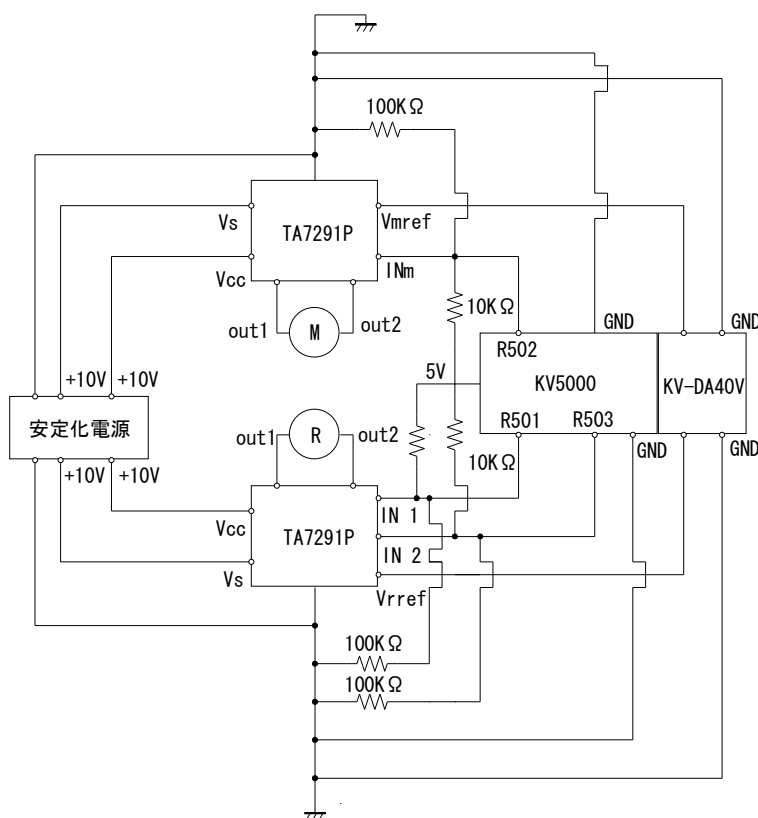 100KΩ
Vs
TA7291P
Vmref
Vcc
INm
10KΩ
GND
GND
out1
M
out2
R502
5V
KV5000
KV-DA40V
+10V
+10V
安定化電源
R501
R503
out1
R
out2
GND
GND
10KΩ
+10V
+10V
IN 1
Vcc
TA7291P
IN 2
Vs
Vrref
100KΩ
100KΩ